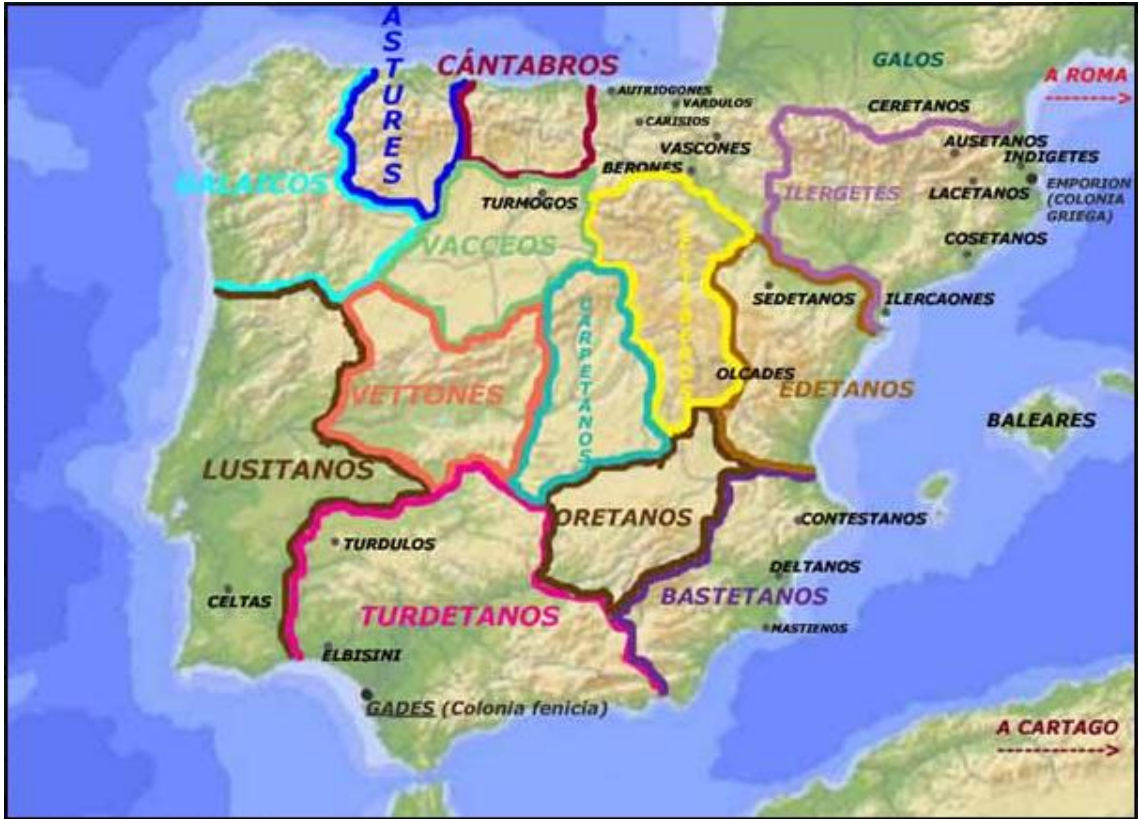 ASTURES
CÁNTABROS
GALOS
A ROMA
AUTRIGONES
VARDULOS
CERETANOS
CARISIOS
VASCONES
AUSETANOS
INDIGETES
BERONES
GALAICOS
TURMOGOS
ILERGETES
LACETANOS
EMPORION
(COLONIA
GRIEGA)
VACCEOS
COSETANOS
SEDETANOS
ILERCAONES
CARPETANOS
OLCADES
VETTONES
EDETANOS
BALEARES
LUSITANOS
ORETANOS
CONTESTANOS
TURDULOS
DELTANOS
CELTAS
TURDETANOS
BASTETANOS
MASTIENOS
ELBISINI
GADES (Colonia fenicia)
A CARTAGO